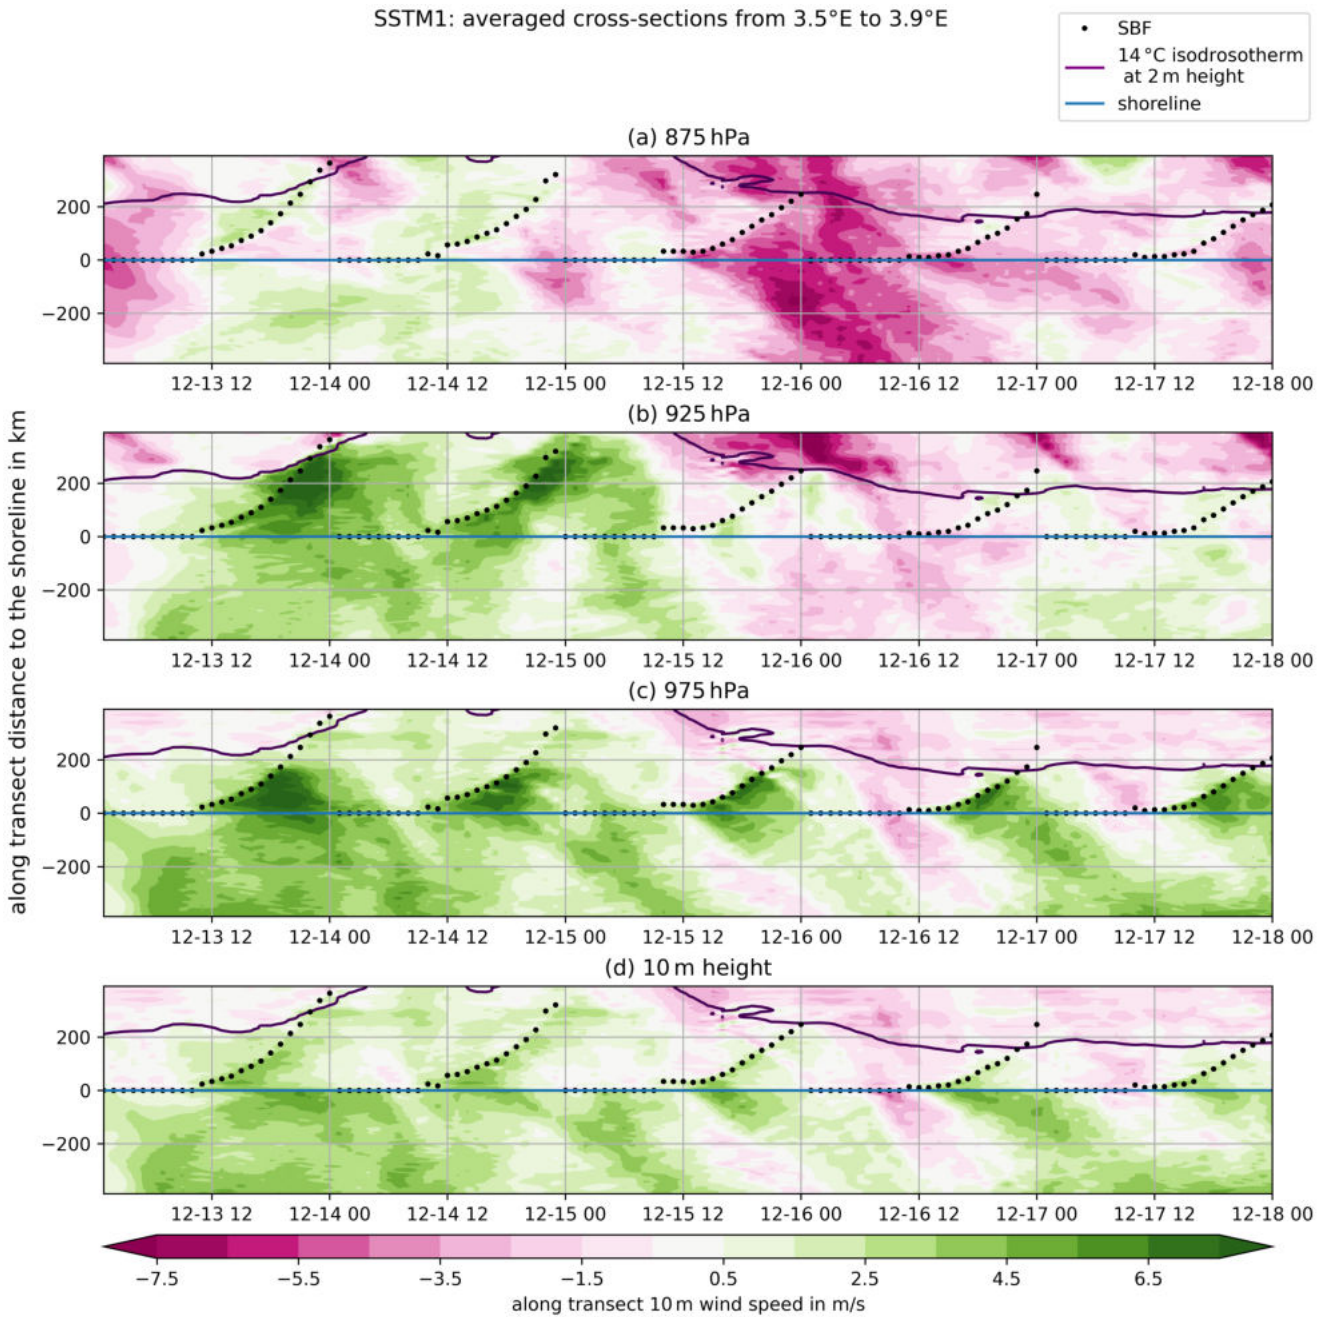 SSTM1: averaged cross-sections from 3.5°E to 3.9°E
SBF
14 °C isodrosotherm
at 2 m height
shoreline
(a) 875 hPa
200
0
−200
12-13 12 12-14 00 12-14 12 12-15 00 12-15 12 12-16 00 12-16 12 12-17 00 12-17 12 12-18 00
(b) 925 hPa
200
0
−200
12-13 12 12-14 00 12-14 12 12-15 00 12-15 12 12-16 00 12-16 12 12-17 00 12-17 12 12-18 00
along transect distance to the shoreline in km
(c) 975 hPa
200
0
−200
12-13 12 12-14 00 12-14 12 12-15 00 12-15 12 12-16 00 12-16 12 12-17 00 12-17 12 12-18 00
(d) 10 m height
200
0
−200
12-13 12 12-14 00 12-14 12 12-15 00 12-15 12 12-16 00 12-16 12 12-17 00 12-17 12 12-18 00
−7.5 −5.5 −3.5 −1.5 0.5 2.5 4.5 6.5
along transect 10 m wind speed in m/s